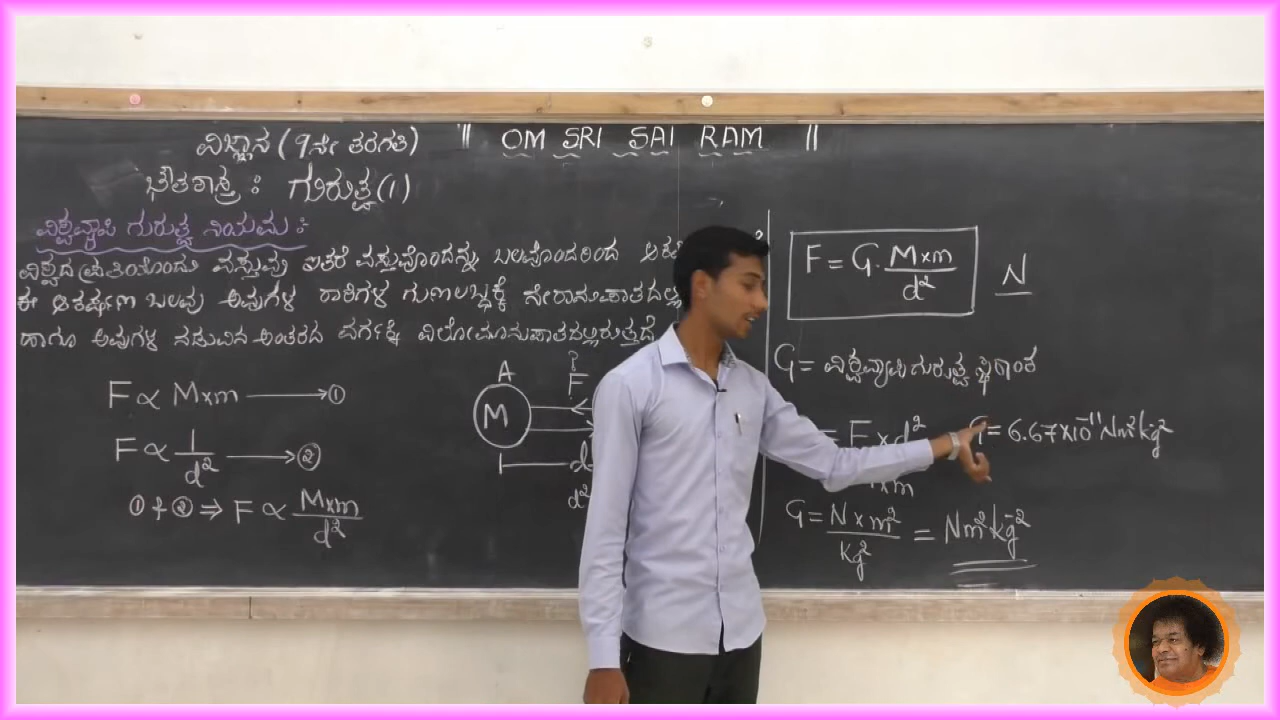 ವಿಜ್ಞಾನ (9ನೇ ತರಗತಿ)
|| OM SRI SAI RAM ||
ಭೌತಶಾಸ್ತ್ರ : ಗುರುತ್ವ (1)
ವಿಶ್ವವ್ಯಾಪಿ ಗುರುತ್ವ ನಿಯಮ :-
ವಿಶ್ವದ ಪ್ರತಿಯೊಂದು ವಸ್ತುವು ಇತರೆ ವಸ್ತುವೊಂದನ್ನು ಬಲವೊಂದರಿಂದ
ಈ ಆಕರ್ಷಣ ಬಲವು ಅವುಗಳ ರಾಶಿಗಳ ಗುಣಲಬ್ಧಕ್ಕೆ ನೇರಾನುಪಾತದಲ್ಲಿ
ಹಾಗೂ ಅವುಗಳ ನಡುವಿನ ಅಂತರದ ವರ್ಗಕ್ಕೆ ವಿಲೋಮಾನುಪಾತದಲ್ಲಿರುತ್ತದೆ
F ∝ M×m ⟶ ①
F ∝ 1/d² ⟶ ②
① + ② ⇒ F ∝ M×m/d²
A
F
M
d
d²
F = G. M×m/d²
N
G = ವಿಶ್ವವ್ಯಾಪಿ ಗುರುತ್ವ ಸ್ಥಿರಾಂಕ
= F×d²/
×m
G = 6.67×10⁻¹¹ Nm²kg⁻²
G = N×m²/kg² = Nm²kg⁻²